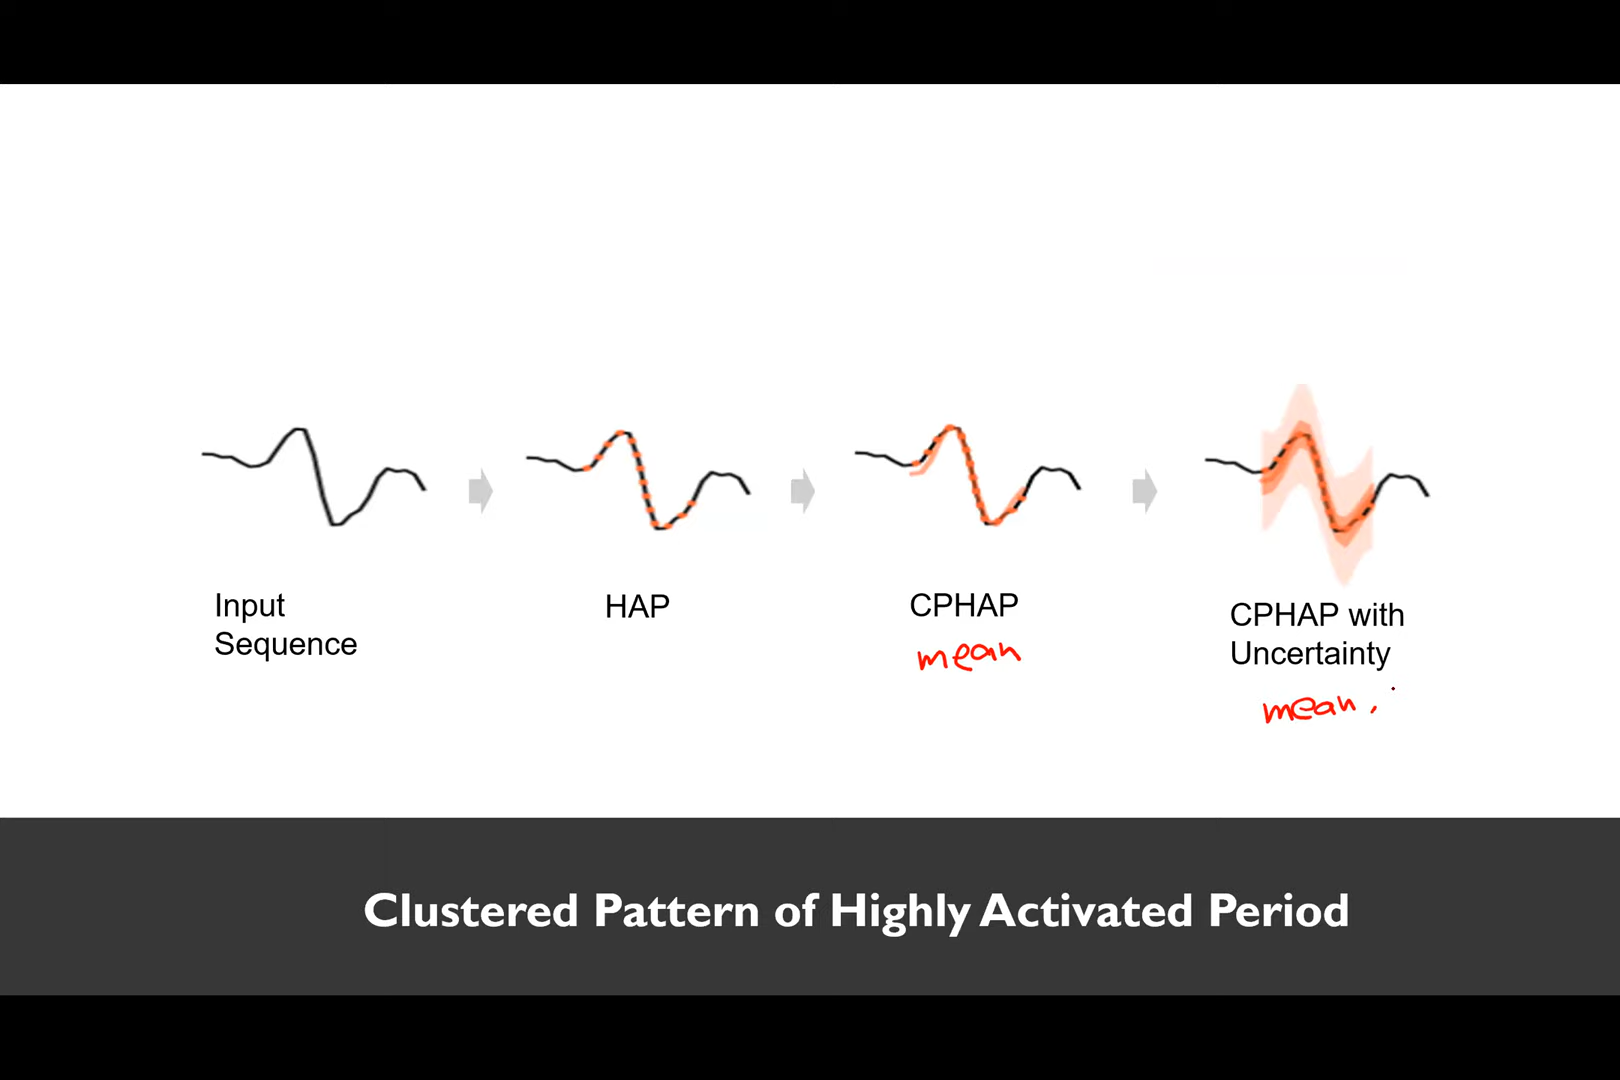 Input
Sequence
HAP
CPHAP
mean
CPHAP with
Uncertainty
mean,
Clustered Pattern of Highly Activated Period